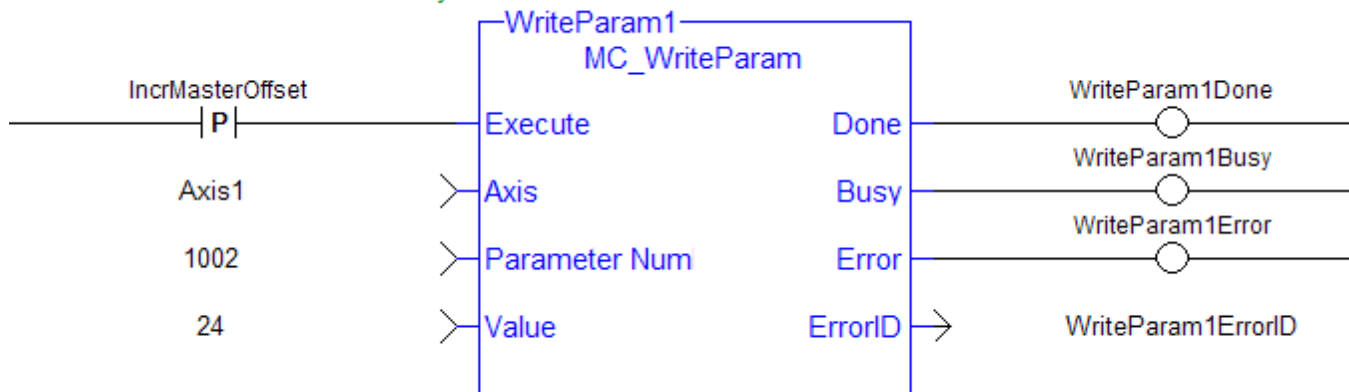 WriteParam1
MC_WriteParam
IncrMasterOffset
P
Execute
Done
WriteParam1Done
Axis1
Axis
Busy
WriteParam1Busy
1002
Parameter Num
Error
WriteParam1Error
24
Value
ErrorID
WriteParam1ErrorID